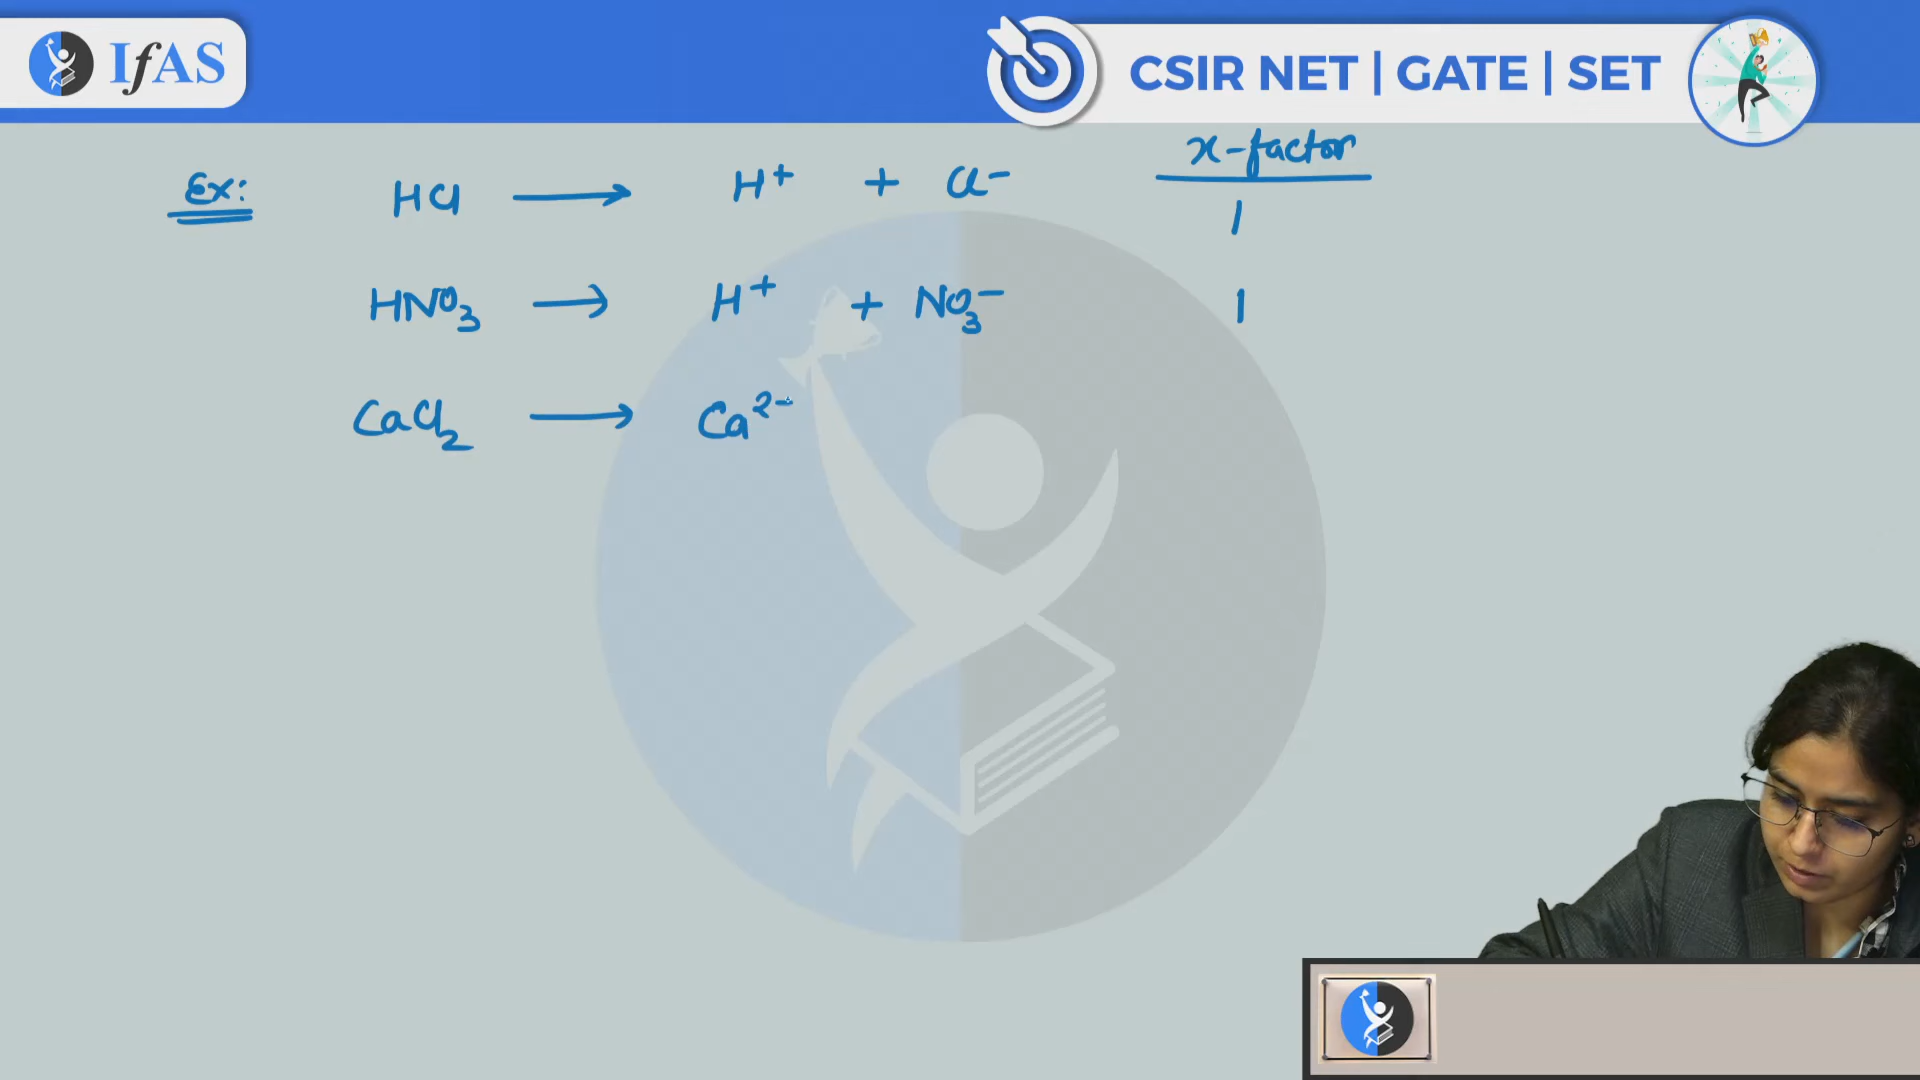 IfAS
CSIR NET | GATE | SET
x-factor
Ex: HCl ⟶ H⁺ + Cl⁻ 1
HNO₃ ⟶ H⁺ + NO₃⁻ 1
CaCl₂ ⟶ Ca²⁻